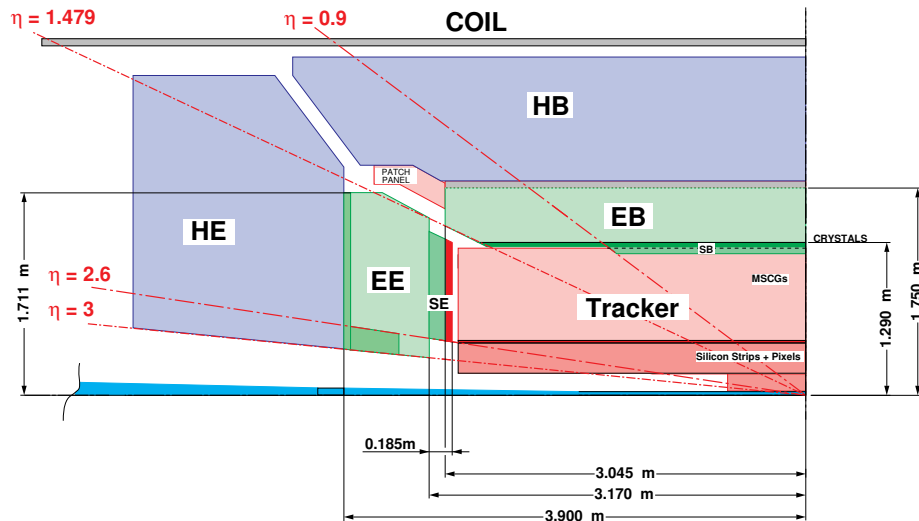 η = 1.479
η = 0.9
COIL
HB
PATCH
PANEL
EB
HE
CRYSTALS
SB
η = 2.6
EE
MSCGs
SE
Tracker
η = 3
1.711 m
1.290 m
1.750 m
Silicon Strips + Pixels
0.185m
3.045 m
3.170 m
3.900 m